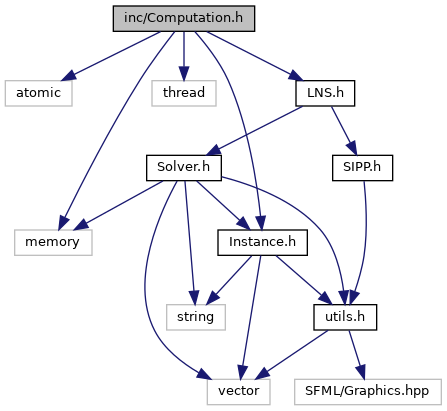 inc/Computation.h
atomic
thread
LNS.h
Solver.h
SIPP.h
memory
Instance.h
string
utils.h
vector
SFML/Graphics.hpp